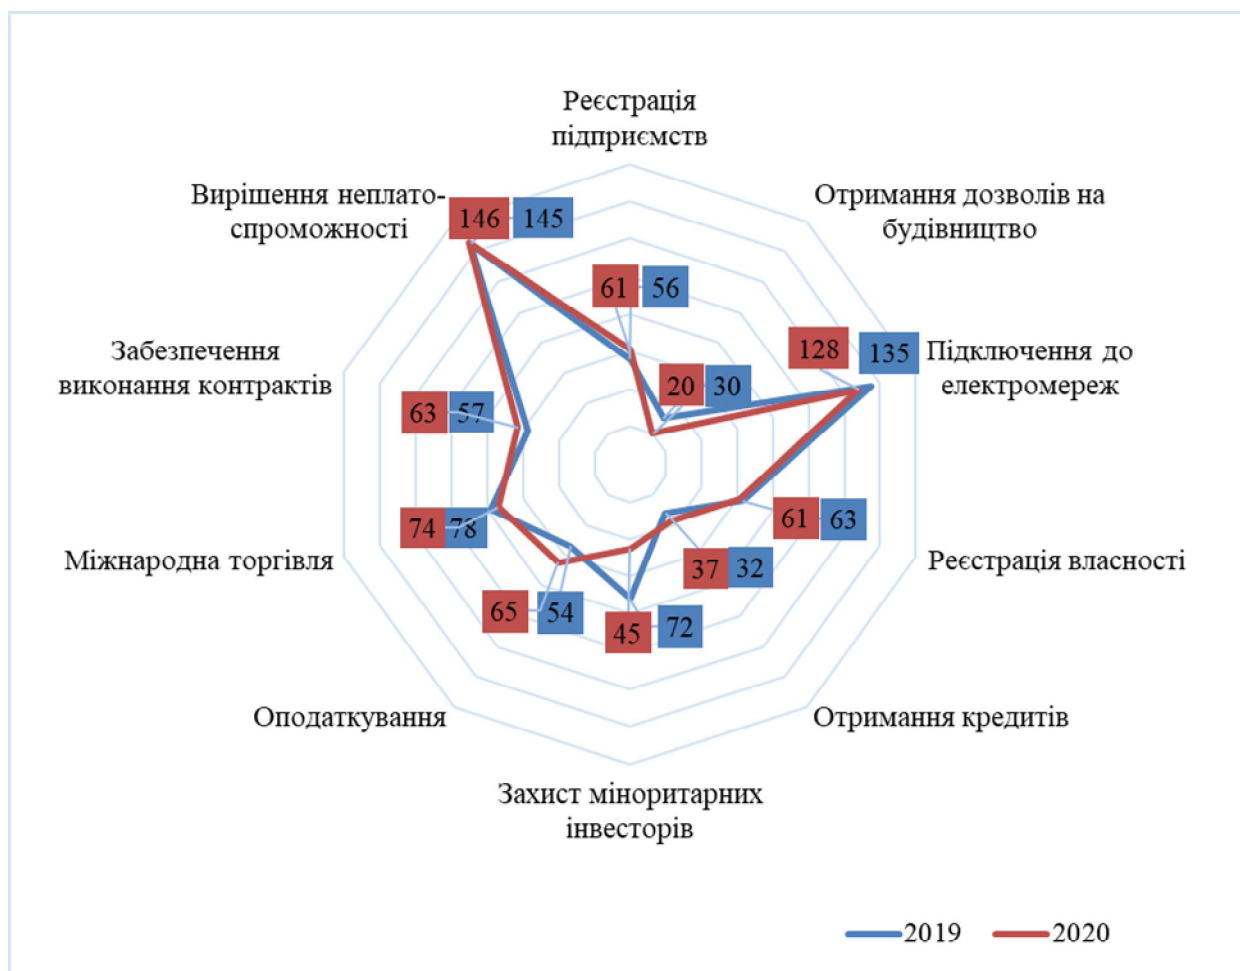 Реєстрація
підприємств
Вирішення неплато-
спроможності
Отримання дозволів на
будівництво
146 145
61 56
128 135
Підключення до
електромереж
Забезпечення
виконання контрактів
20 30
63 57
61 63
74 78
Міжнародна торгівля
Реєстрація власності
37 32
65 54
45 72
Оподаткування
Отримання кредитів
Захист міноритарних
інвесторів
2019 2020